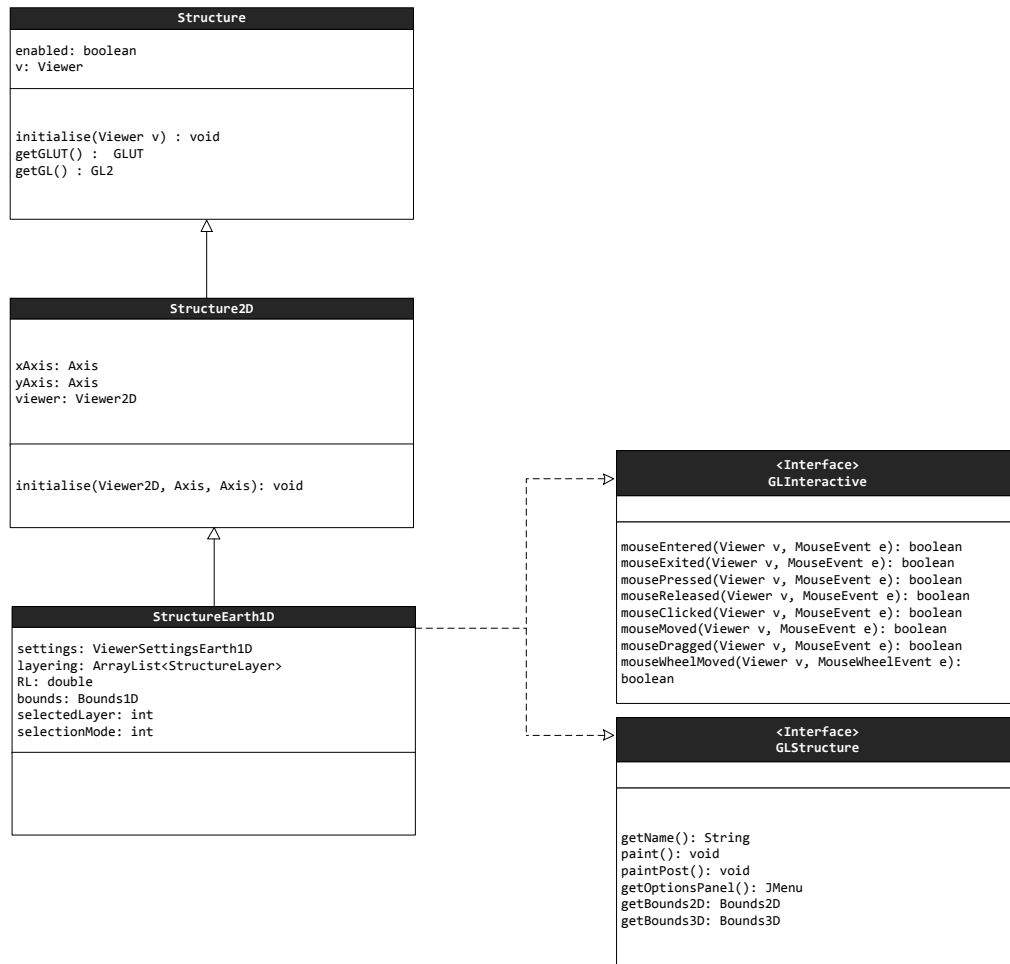 Structure
enabled: boolean
v: Viewer
initialise(Viewer v) : void
getGLUT() :  GLUT
getGL() : GL2
Structure2D
xAxis: Axis
yAxis: Axis
viewer: Viewer2D
initialise(Viewer2D, Axis, Axis): void
StructureEarth1D
settings: ViewerSettingsEarth1D
layering: ArrayList<StructureLayer>
RL: double
bounds: Bounds1D
selectedLayer: int
selectionMode: int
<Interface>
GLInteractive
mouseEntered(Viewer v, MouseEvent e): boolean
mouseExited(Viewer v, MouseEvent e): boolean
mousePressed(Viewer v, MouseEvent e): boolean
mouseReleased(Viewer v, MouseEvent e): boolean
mouseClicked(Viewer v, MouseEvent e): boolean
mouseMoved(Viewer v, MouseEvent e): boolean
mouseDragged(Viewer v, MouseEvent e): boolean
mouseWheelMoved(Viewer v, MouseWheelEvent e):
boolean
<Interface>
GLStructure
getName(): String
paint(): void
paintPost(): void
getOptionsPanel(): JMenu
getBounds2D: Bounds2D
getBounds3D: Bounds3D